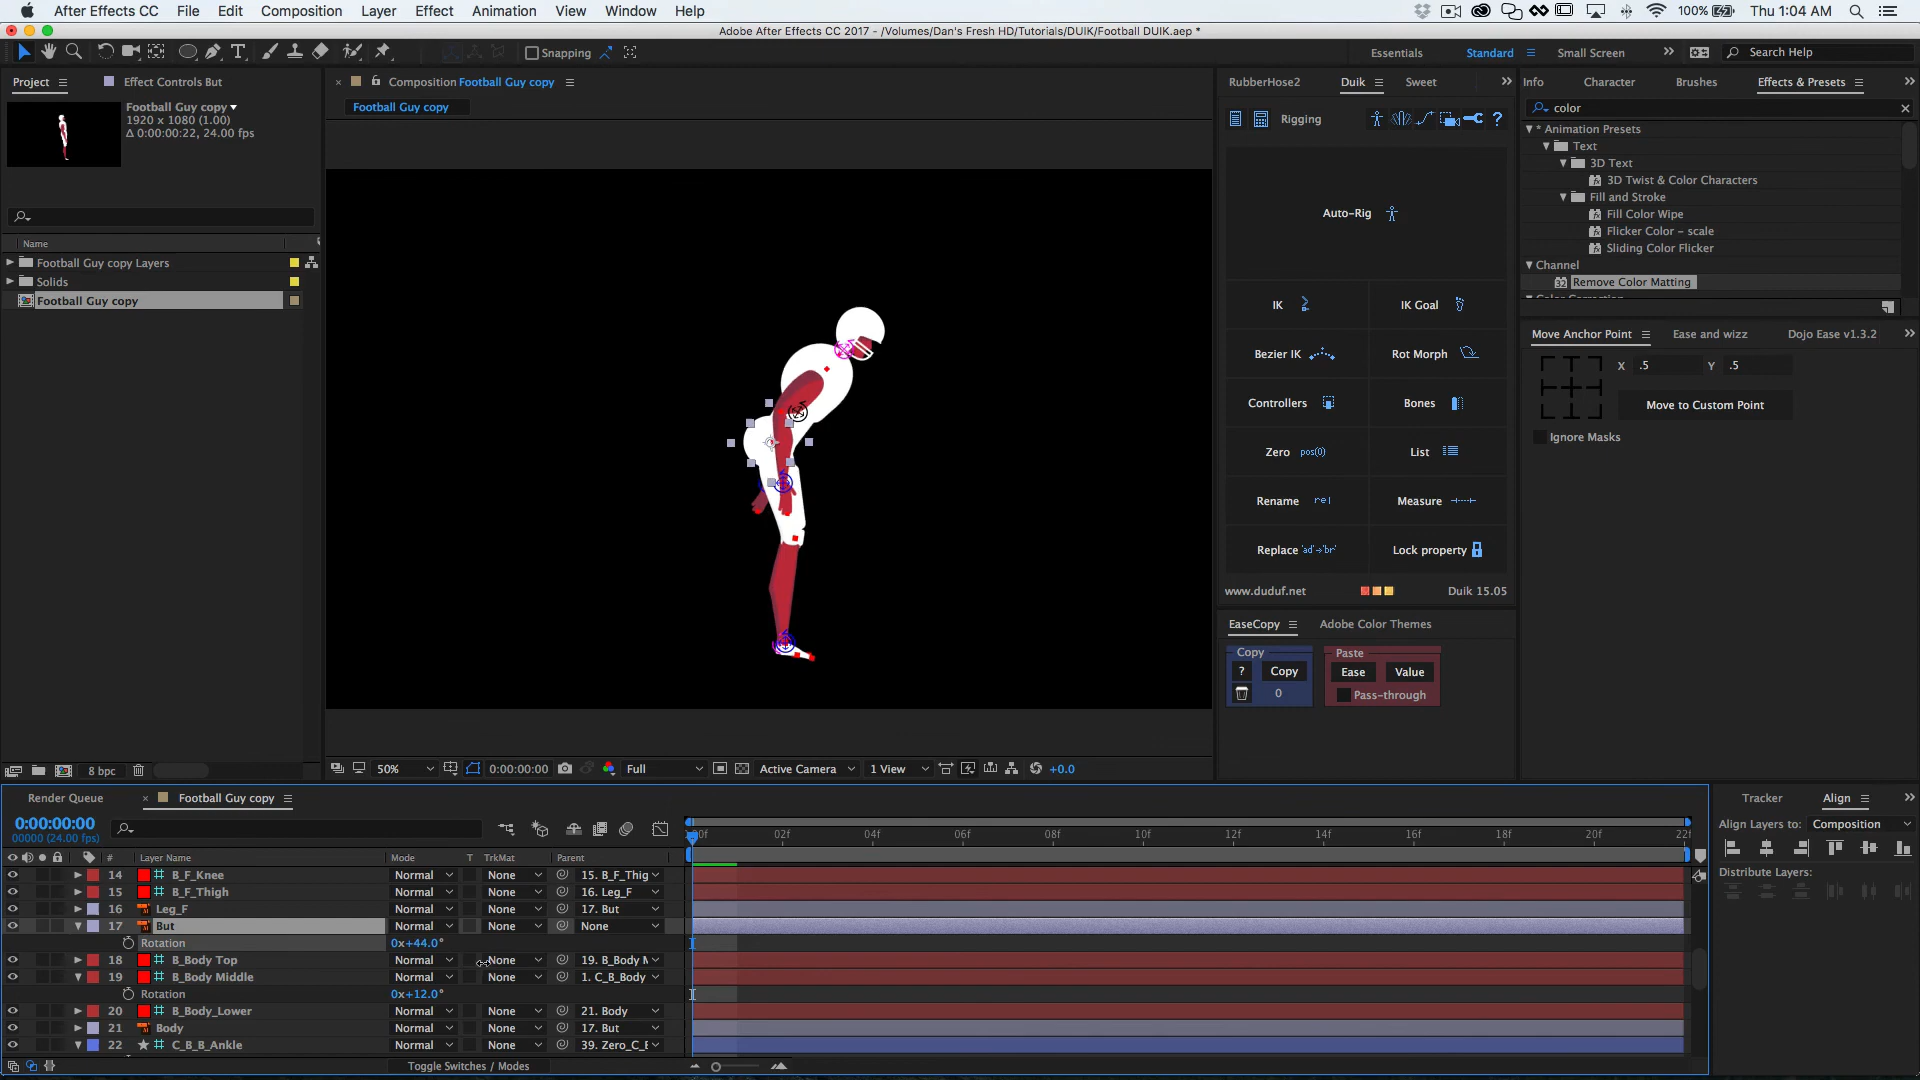 After Effects CC File Edit Composition Layer Effect Animation View Window Help 100% Thu 1:04 AM
Adobe After Effects CC 2017 - /Volumes/Dan's Fresh HD/Tutorials/DUIK/Football DUIK.aep *
Snapping Essentials Standard Small Screen Search Help
Project Effect Controls But Composition Football Guy copy RubberHose2 Duik Sweet Info Character Brushes Effects & Presets
Football Guy copy
1920 x 1080 (1.00)
Δ 0:00:00:22, 24.00 fps
Football Guy copy
Rigging
color
* Animation Presets
Text
3D Text
3D Twist & Color Characters
Fill and Stroke
Fill Color Wipe
Flicker Color – scale
Sliding Color Flicker
Channel
Remove Color Matting
Name
Football Guy copy Layers
Solids
Football Guy copy
Auto-Rig
IK IK Goal
Bezier IK Rot Morph
Controllers Bones
Zero pos(0) List
Rename Measure
Replace Lock property
www.duduf.net Duik 15.05
Move Anchor Point Ease and wizz Dojo Ease v1.3.2
X .5 Y .5
Move to Custom Point
Ignore Masks
EaseCopy Adobe Color Themes
Copy Paste
? Copy Ease Value
0 Pass-through
8 bpc 50% 0:00:00:00 Full Active Camera 1 View +0.0
Render Queue Football Guy copy Tracker Align
0:00:00:00
00000 (24.00 fps)
Align Layers to: Composition
Distribute Layers:
02f 04f 06f 08f 10f 12f 14f 16f 18f 20f
# Layer Name Mode T TrkMat Parent
14 B_F_Knee Normal None 15. B_F_Thig
15 B_F_Thigh Normal None 16. Leg_F
16 Leg_F Normal None 17. But
17 But Normal None None
Rotation 0x+44.0°
18 B_Body Top Normal None 19. B_Body
19 B_Body Middle Normal None 1. C_B_Body
Rotation 0x+12.0°
20 B_Body_Lower Normal None 21. Body
21 Body Normal None 17. But
22 C_B_B_Ankle Normal None 39. Zero_C_
Toggle Switches / Modes